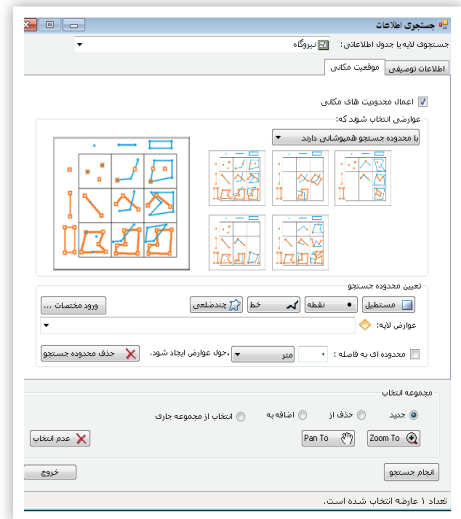 جستجوی اطلاعات
جستجوی لایه یا جدول اطلاعاتی: نیروگاه
اطلاعات توصیفی موقعیت مکانی
اعمال محدودیت های مکانی
عوارضی انتخاب شوند که:
با محدوده جستجو همپوشانی دارند
تعیین محدوده جستجو
مستطیل نقطه خط چندضلعی ورود مختصات ...
عوارض لایه:
محدوده ای به فاصله : ۰ متر ،حول عوارض ایجاد شود. حذف محدوده جستجو
مجموعه انتخاب
جدید حذف از اضافه به انتخاب از مجموعه جاری
Zoom To Pan To عدم انتخاب
انجام جستجو خروج
تعداد ۱ عارضه انتخاب شده است.